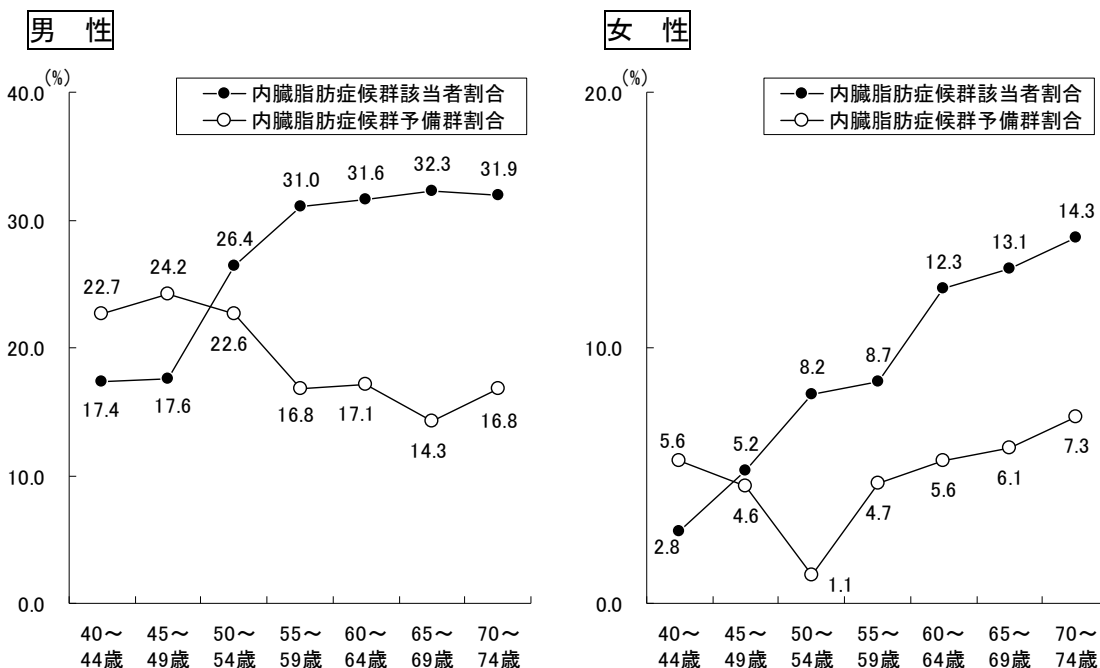 男　性
(%)
40.0
30.0
20.0
10.0
0.0
内臓脂肪症候群該当者割合
内臓脂肪症候群予備群割合
17.4
17.6
26.4
31.0
31.6
32.3
31.9
22.7
24.2
22.6
16.8
17.1
14.3
16.8
40～
44歳
45～
49歳
50～
54歳
55～
59歳
60～
64歳
65～
69歳
70～
74歳
女　性
(%)
20.0
10.0
0.0
内臓脂肪症候群該当者割合
内臓脂肪症候群予備群割合
2.8
5.2
8.2
8.7
12.3
13.1
14.3
5.6
4.6
1.1
4.7
5.6
6.1
7.3
40～
44歳
45～
49歳
50～
54歳
55～
59歳
60～
64歳
65～
69歳
70～
74歳